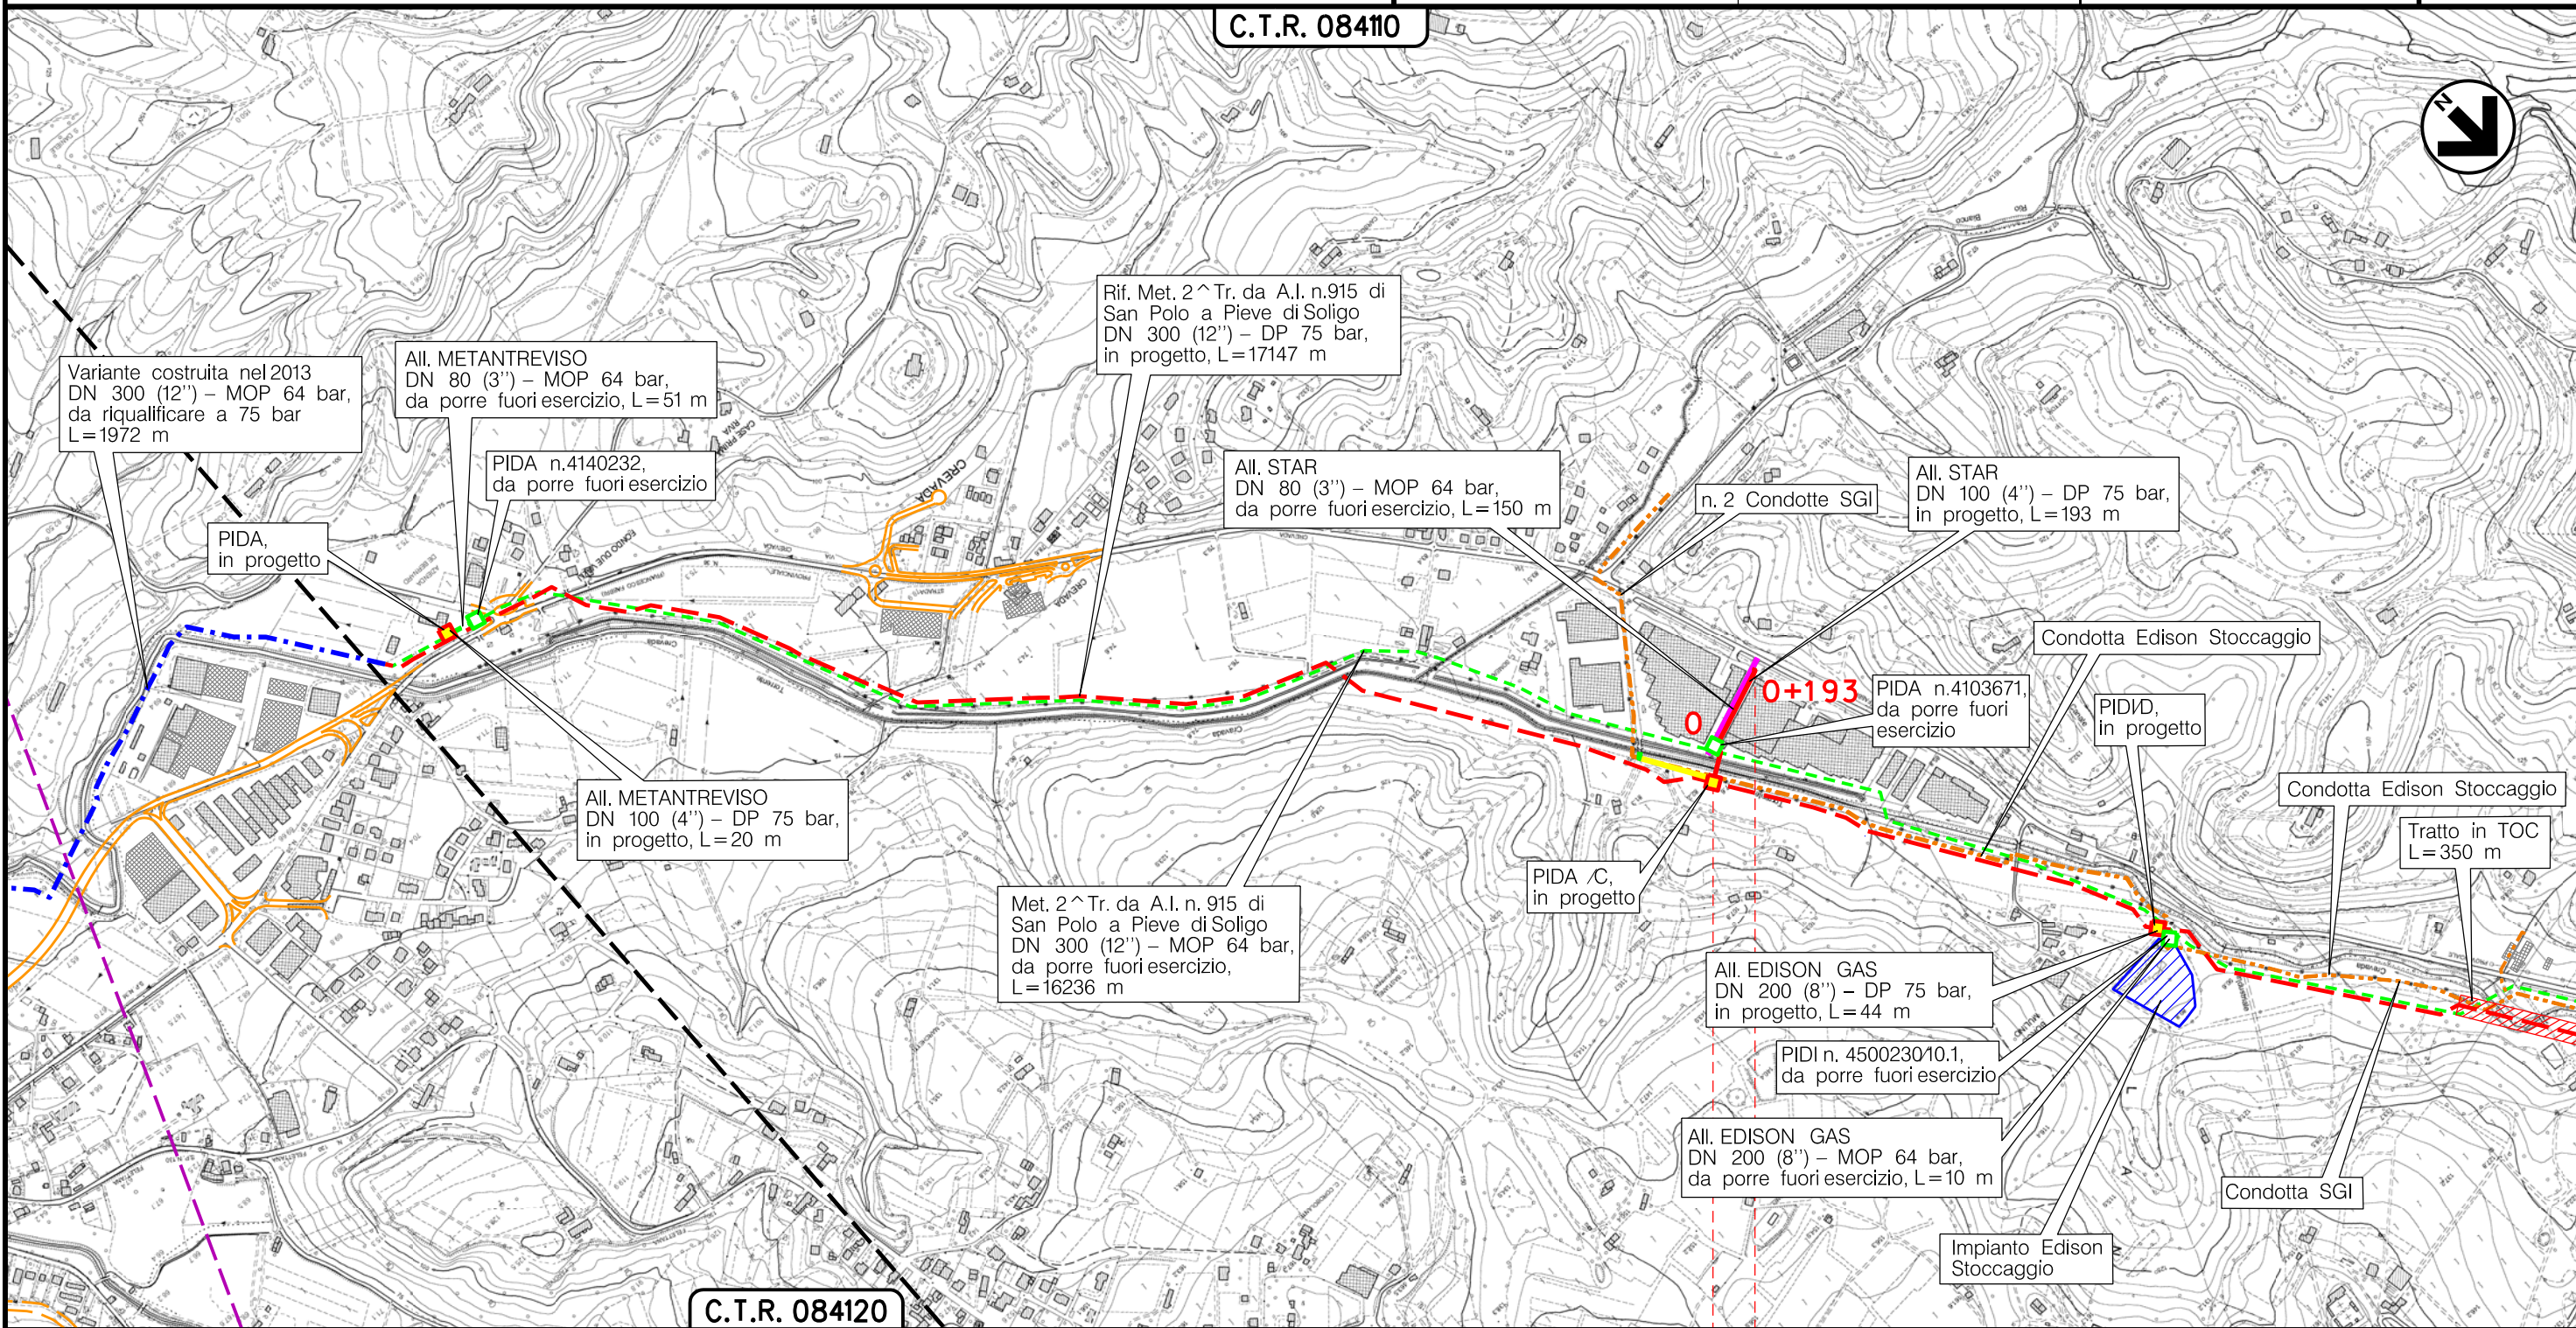 C.T.R. 084110
N
Variante costruita nel 2013
DN 300 (12'') – MOP 64 bar,
da riqualificare a 75 bar
L=1972 m
All. METANTREVISO
DN 80 (3'') – MOP 64 bar,
da porre fuori esercizio, L=51 m
PIDA n.4140232,
da porre fuori esercizio
PIDA,
in progetto
Rif. Met. 2^ Tr. da A.I. n.915 di
San Polo a Pieve di Soligo
DN 300 (12'') – DP 75 bar,
in progetto, L=17147 m
All. STAR
DN 80 (3'') – MOP 64 bar,
da porre fuori esercizio, L=150 m
n. 2 Condotte SGI
All. STAR
DN 100 (4'') – DP 75 bar,
in progetto, L=193 m
Condotta Edison Stoccaggio
0+193
0
PIDA n.4103671,
da porre fuori
esercizio
PIDI/D,
in progetto
Condotta Edison Stoccaggio
Tratto in TOC
L=350 m
All. METANTREVISO
DN 100 (4'') – DP 75 bar,
in progetto, L=20 m
Met. 2^ Tr. da A.I. n. 915 di
San Polo a Pieve di Soligo
DN 300 (12'') – MOP 64 bar,
da porre fuori esercizio,
L=16236 m
PIDA /C,
in progetto
All. EDISON GAS
DN 200 (8'') – DP 75 bar,
in progetto, L=44 m
PIDI n. 4500230/10.1,
da porre fuori esercizio
All. EDISON GAS
DN 200 (8'') – MOP 64 bar,
da porre fuori esercizio, L=10 m
Condotta SGI
Impianto Edison
Stoccaggio
CREVADA
CREVADA
Crevada
Rio
Bianco
C.T.R. 084120